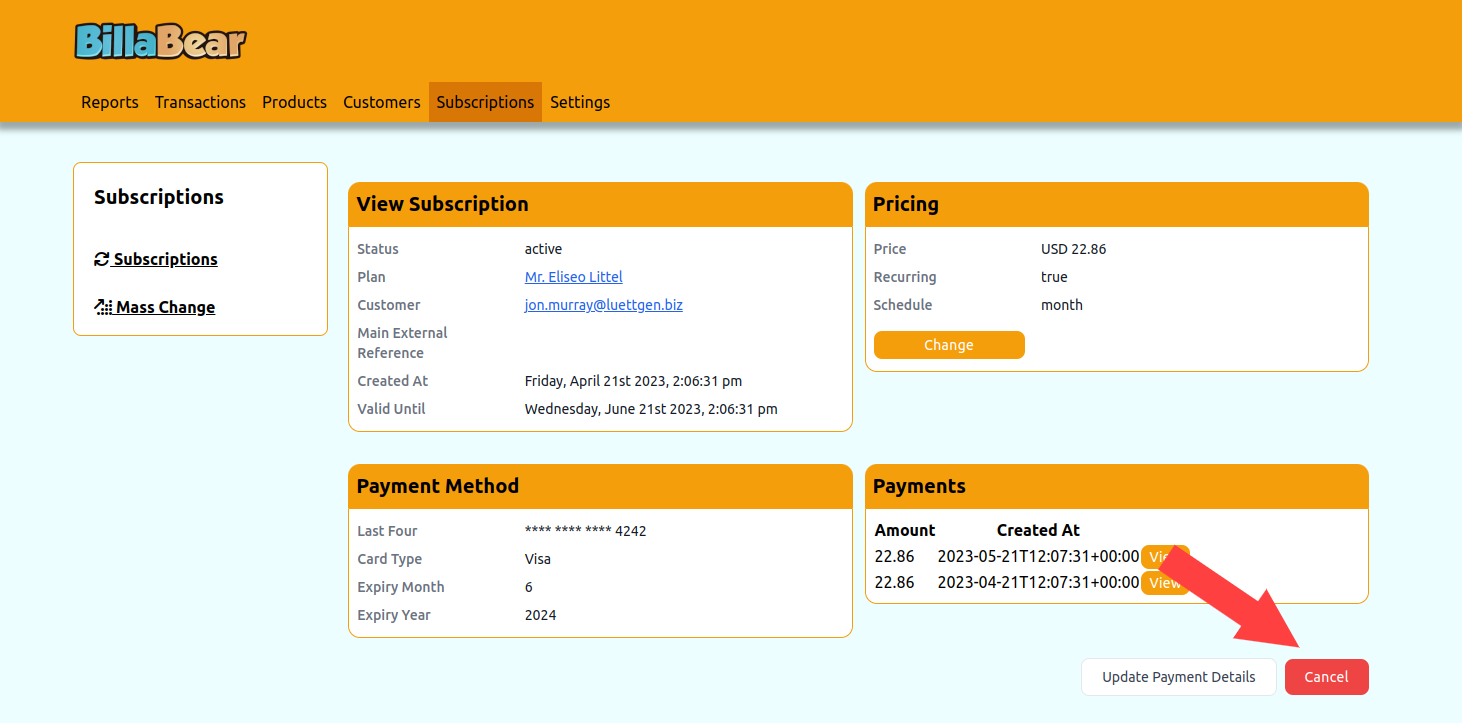 BillaBear
Reports Transactions Products Customers Subscriptions Settings
Subscriptions
Subscriptions
Mass Change
View Subscription
Status active
Plan Mr. Eliseo Littel
Customer jon.murray@luettgen.biz
Main External
Reference
Created At Friday, April 21st 2023, 2:06:31 pm
Valid Until Wednesday, June 21st 2023, 2:06:31 pm
Pricing
Price USD 22.86
Recurring true
Schedule month
Change
Payment Method
Last Four **** **** **** 4242
Card Type Visa
Expiry Month 6
Expiry Year 2024
Payments
Amount Created At
22.86 2023-05-21T12:07:31+00:00
22.86 2023-04-21T12:07:31+00:00 View
Update Payment Details Cancel